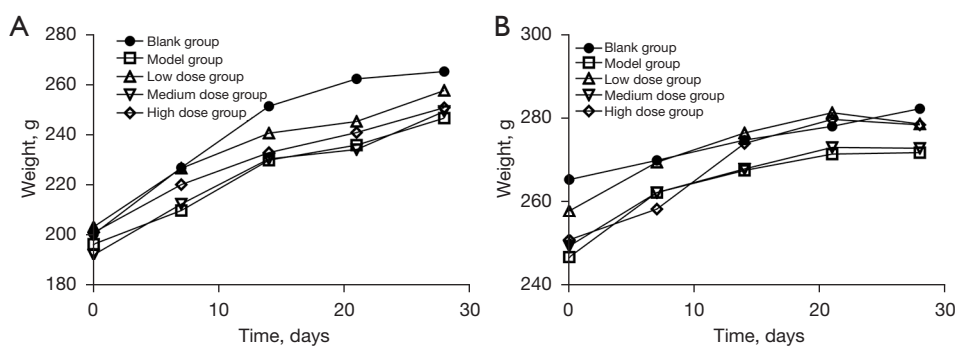 A
280
260
240
220
200
180
Weight, g
Blank group
Model group
Low dose group
Medium dose group
High dose group
0
10
20
30
Time, days
B
300
280
260
240
Weight, g
Blank group
Model group
Low dose group
Medium dose group
High dose group
0
10
20
30
Time, days